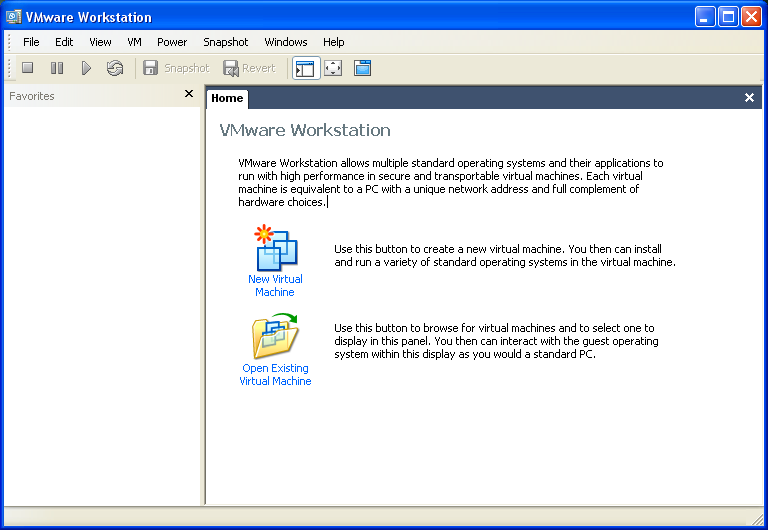 VMware Workstation
File Edit View VM Power Snapshot Windows Help
Snapshot Revert
Favorites
Home
VMware Workstation
VMware Workstation allows multiple standard operating systems and their applications to
run with high performance in secure and transportable virtual machines. Each virtual
machine is equivalent to a PC with a unique network address and full complement of
hardware choices.
New Virtual
Machine
Use this button to create a new virtual machine. You then can install
and run a variety of standard operating systems in the virtual machine.
Open Existing
Virtual Machine
Use this button to browse for virtual machines and to select one to
display in this panel. You then can interact with the guest operating
system within this display as you would a standard PC.